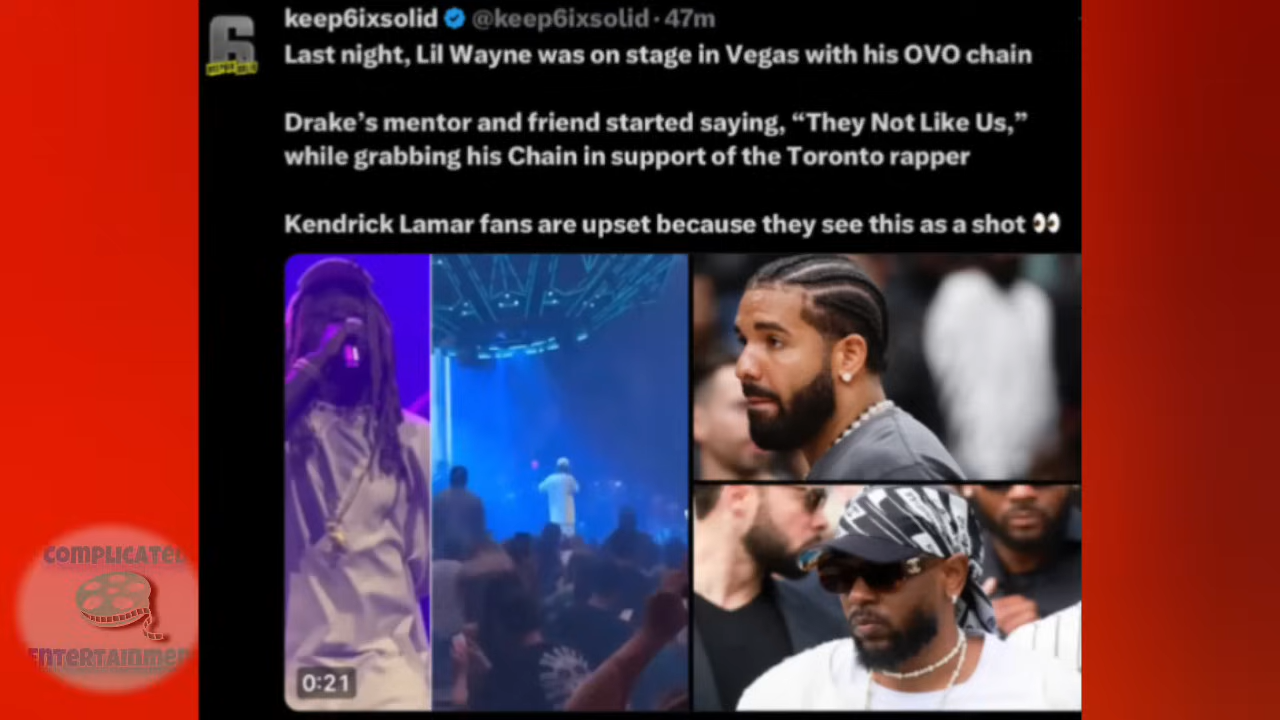 keep6ixsolid @keep6ixsolid · 47m
Last night, Lil Wayne was on stage in Vegas with his OVO chain
Drake’s mentor and friend started saying, “They Not Like Us,”
while grabbing his Chain in support of the Toronto rapper
Kendrick Lamar fans are upset because they see this as a shot 👀
6
0:21
COMPLICATED
ENTERTAINMENT